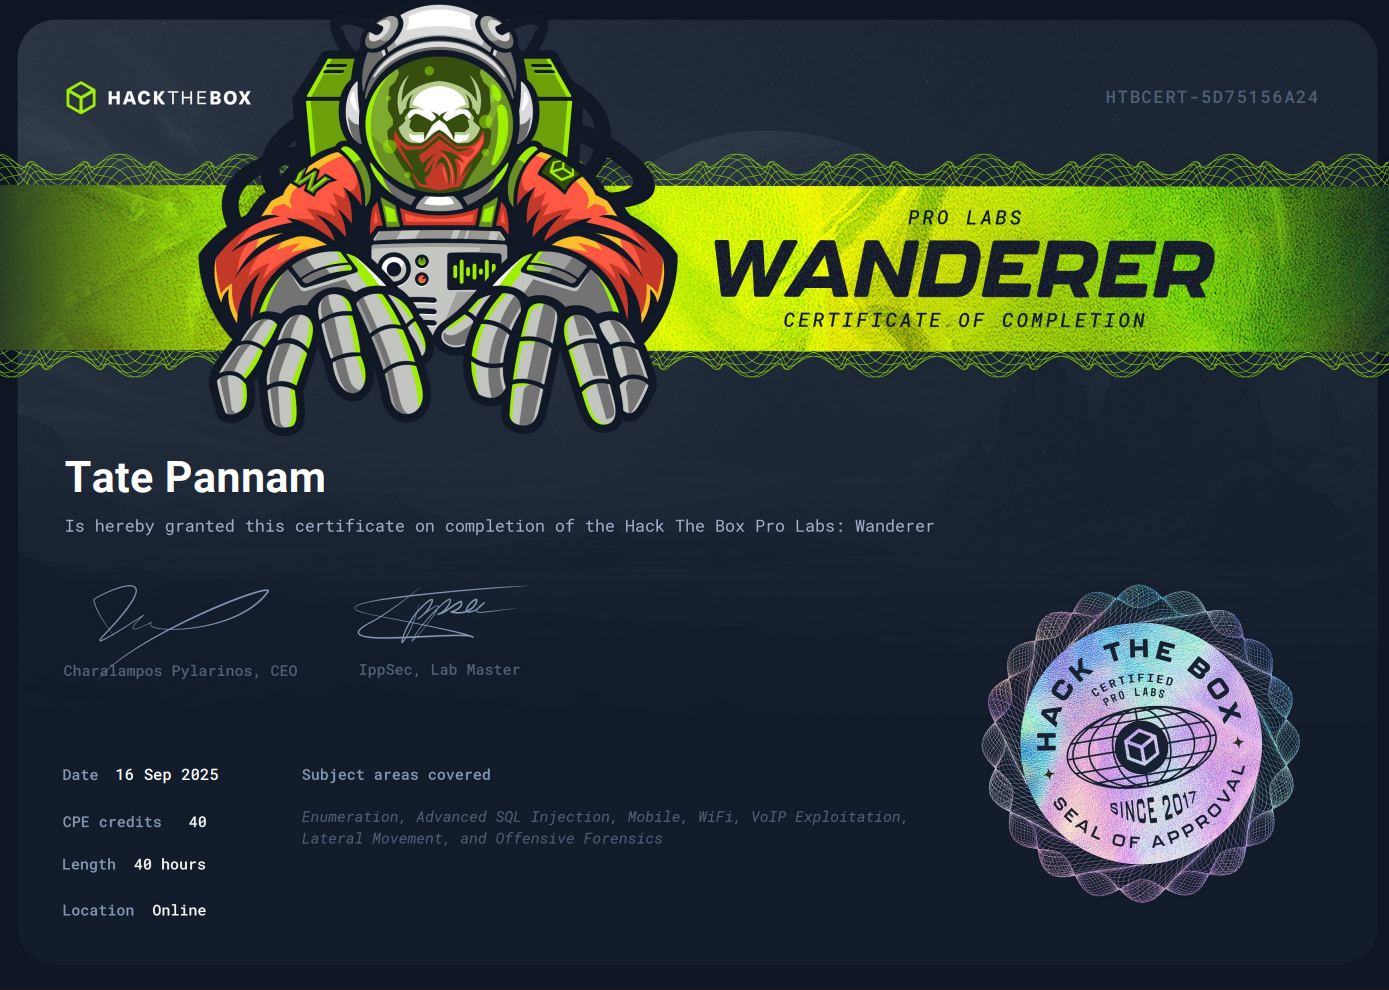 HACKTHEBOX
HTBCERT-5D75156A24
W
PRO LABS
WANDERER
CERTIFICATE OF COMPLETION
Tate Pannam
Is hereby granted this certificate on completion of the Hack The Box Pro Labs: Wanderer
Ippsec
Charalampos Pylarinos, CEO
IppSec, Lab Master
HACK THE BOX
CERTIFIED
PRO LABS
SINCE 2017
SEAL OF APPROVAL
Date 16 Sep 2025
Subject areas covered
CPE credits 40
Enumeration, Advanced SQL Injection, Mobile, WiFi, VoIP Exploitation,
Lateral Movement, and Offensive Forensics
Length 40 hours
Location Online